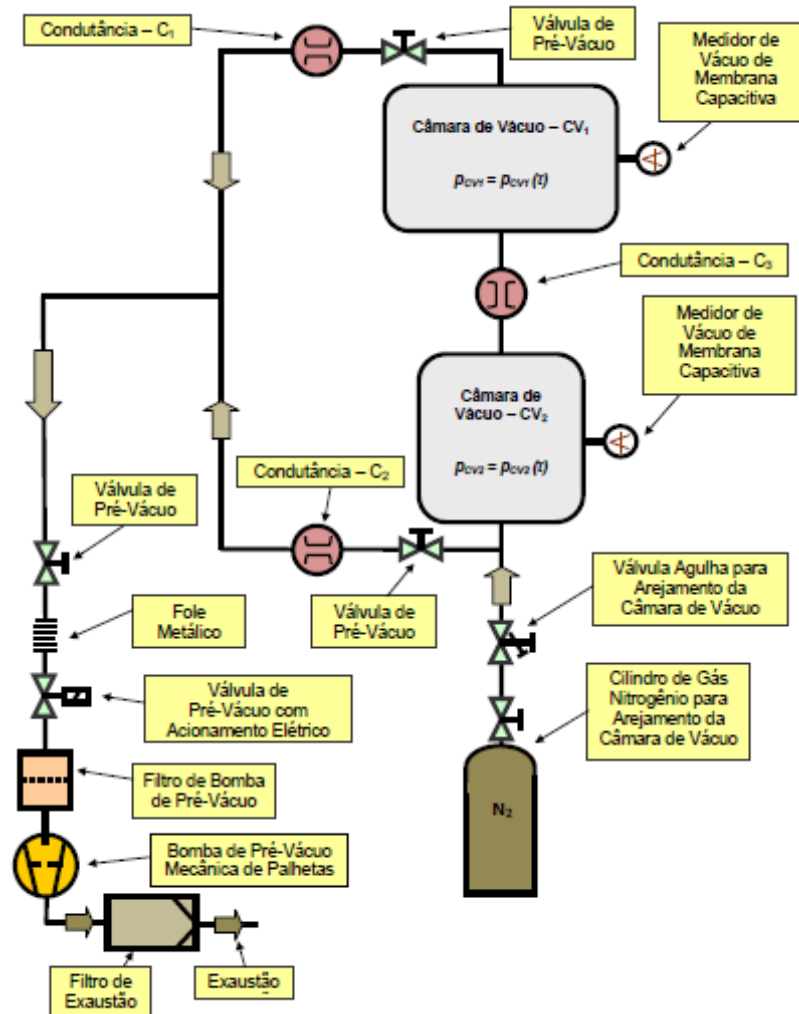 Condutância – C₁
Válvula de
Pré-Vácuo
Medidor de
Vácuo de
Membrana
Capacitiva
Câmara de Vácuo – CV₁
pCV1 = pCV1 (t)
Condutância – C₃
Medidor de
Vácuo de
Membrana
Capacitiva
Câmara de
Vácuo – CV₂
pCV2 = pCV2 (t)
Condutância – C₂
Válvula de
Pré-Vácuo
Válvula de
Pré-Vácuo
Válvula Agulha para
Arejamento da
Câmara de Vácuo
Fole
Metálico
Válvula de
Pré-Vácuo com
Acionamento Elétrico
Cilindro de Gás
Nitrogênio para
Arejamento da
Câmara de Vácuo
Filtro de Bomba
de Pré-Vácuo
N₂
Bomba de Pré-Vácuo
Mecânica de Palhetas
Filtro de
Exaustão
Exaustão